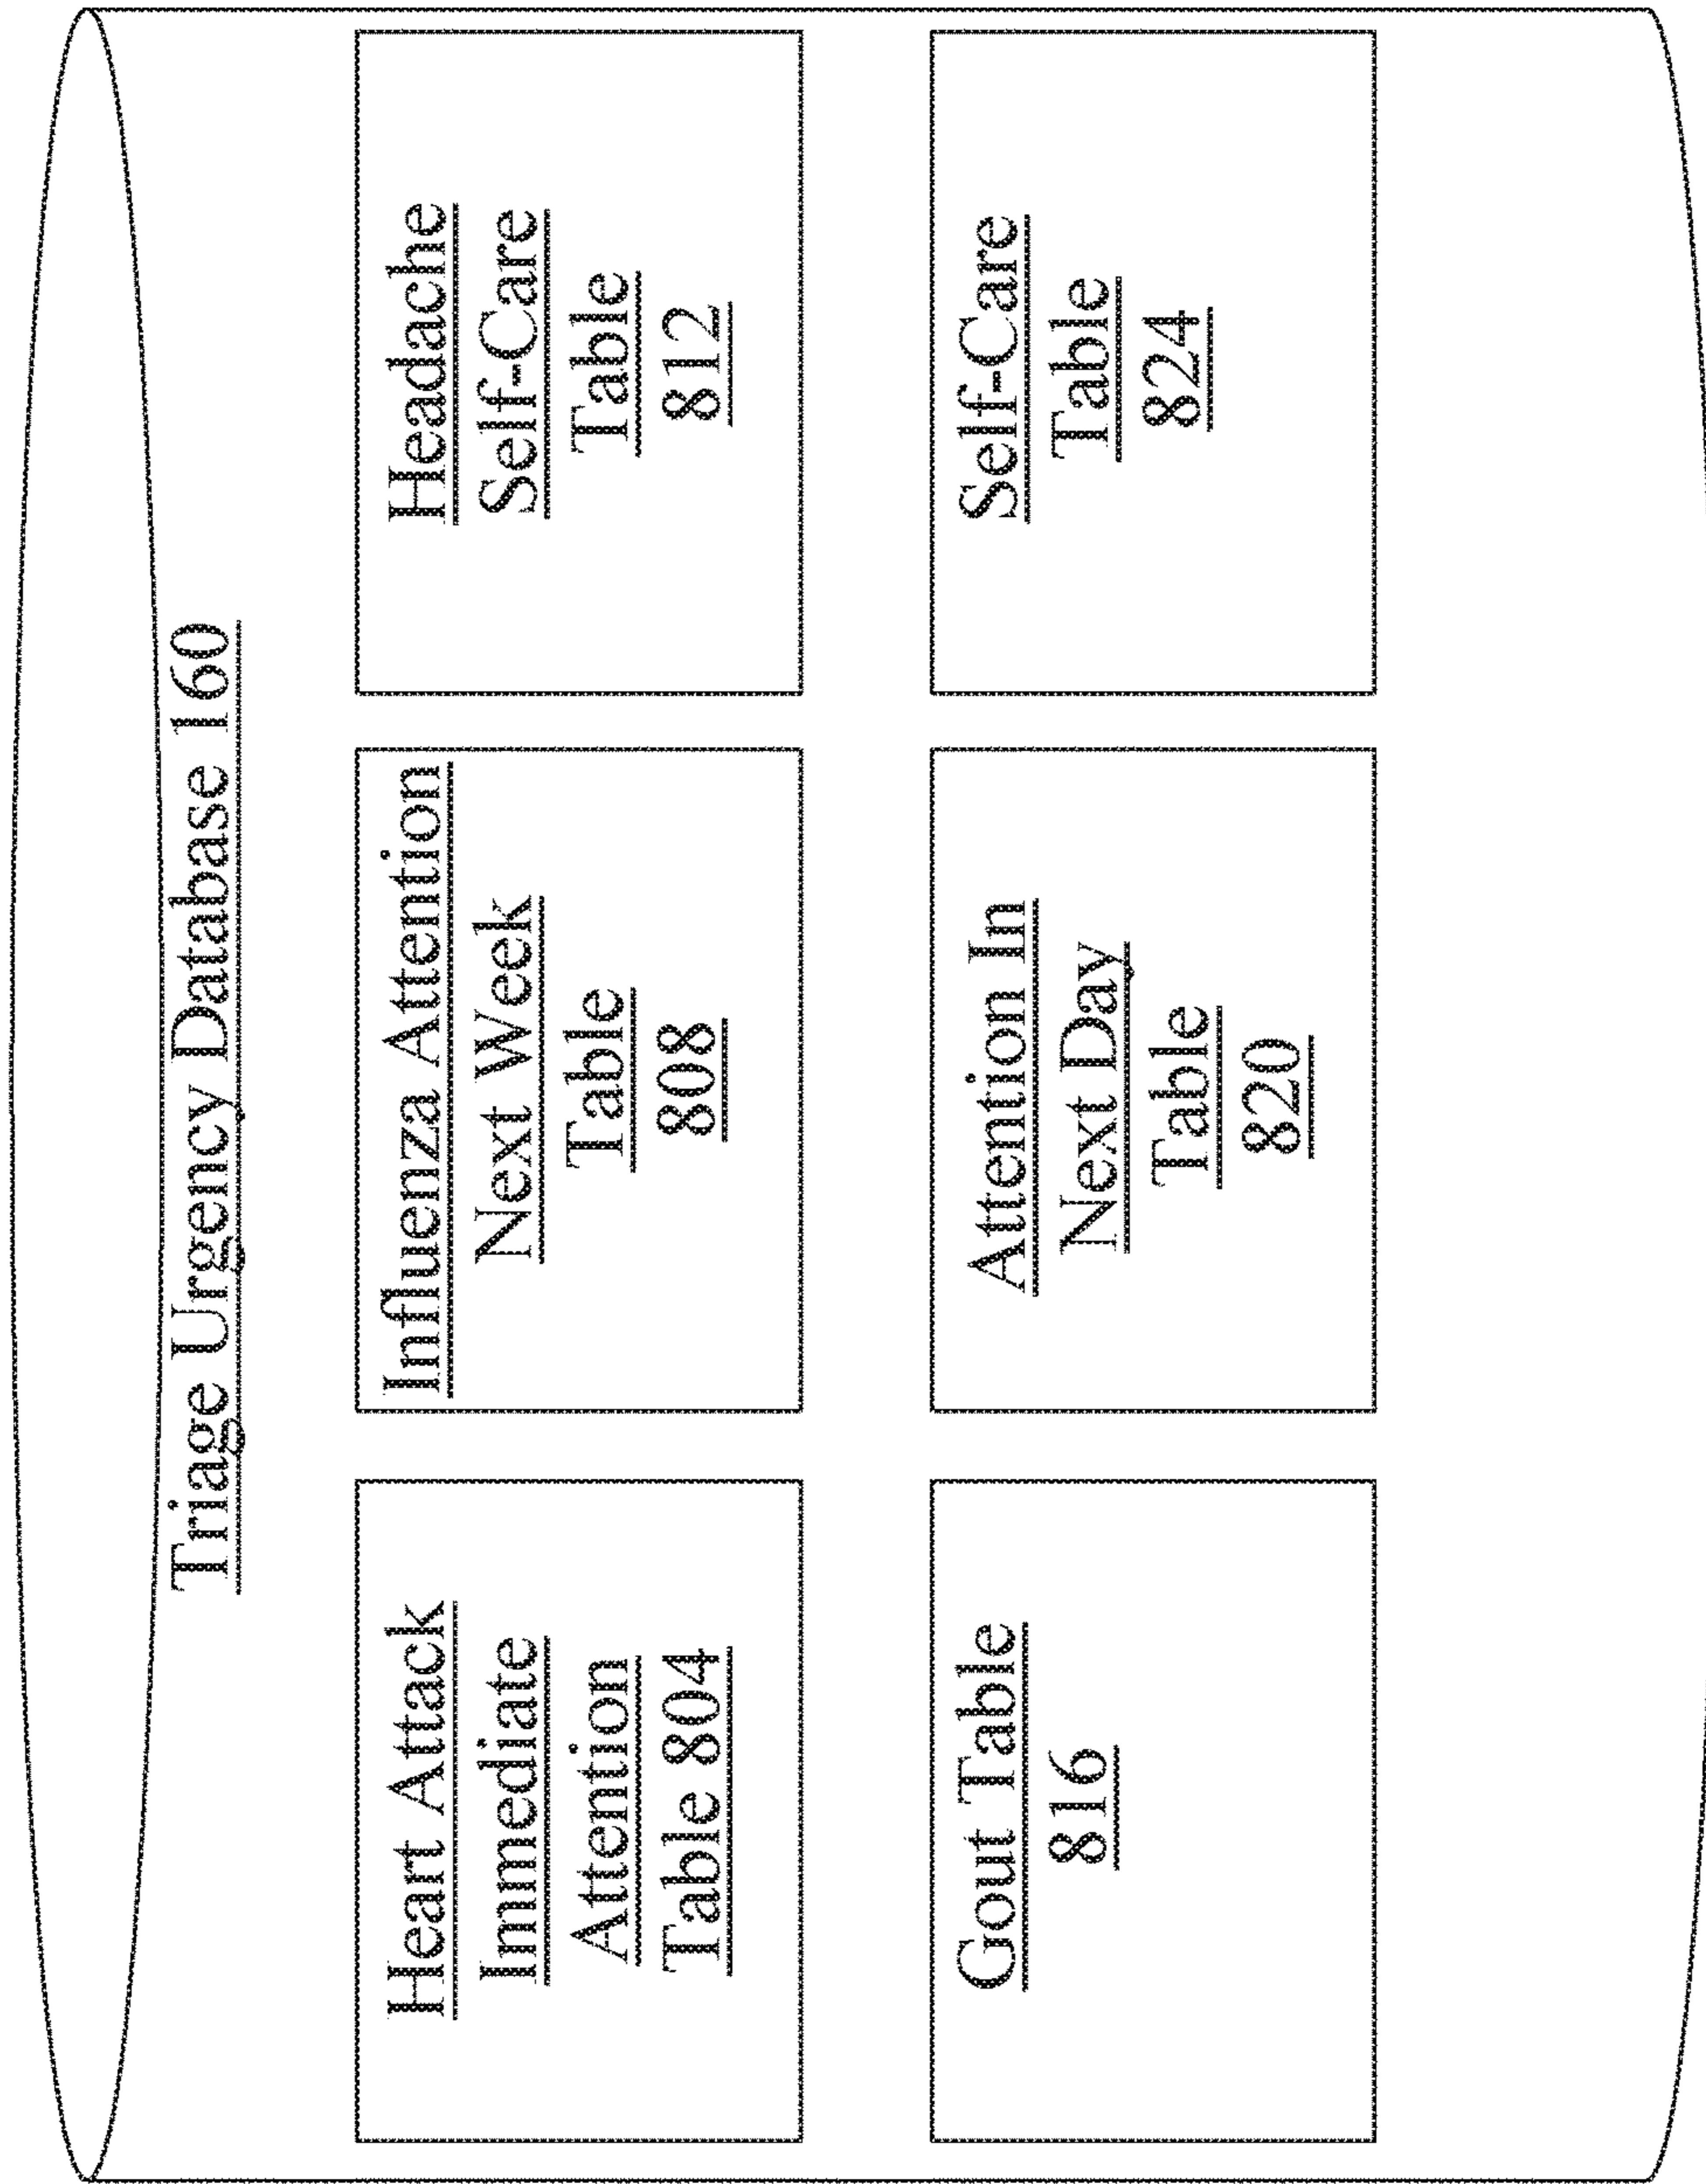 Triage Urgency Database 160
Heart Attack
Immediate
Attention
Table 804
Influenza Attention
Next Week
Table
808
Headache
Self-Care
Table
812
Gout Table
816
Attention In
Next Day
Table
820
Self-Care
Table
824